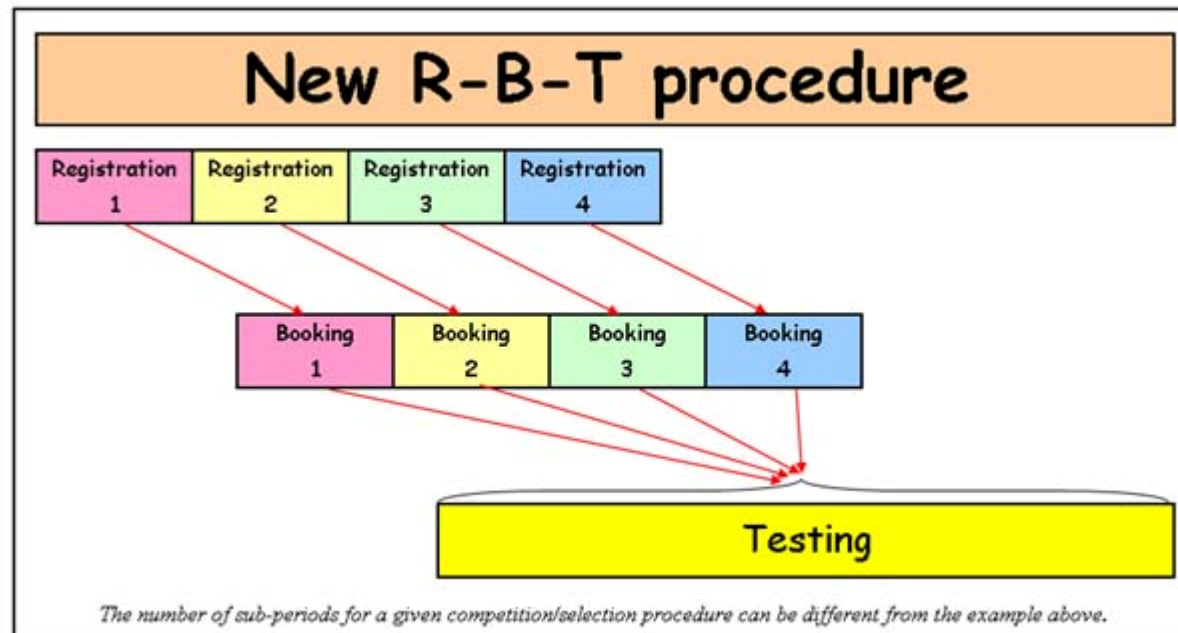 New R-B-T procedure
Registration
1
Registration
2
Registration
3
Registration
4
Booking
1
Booking
2
Booking
3
Booking
4
Testing
The number of sub-periods for a given competition/selection procedure can be different from the example above.